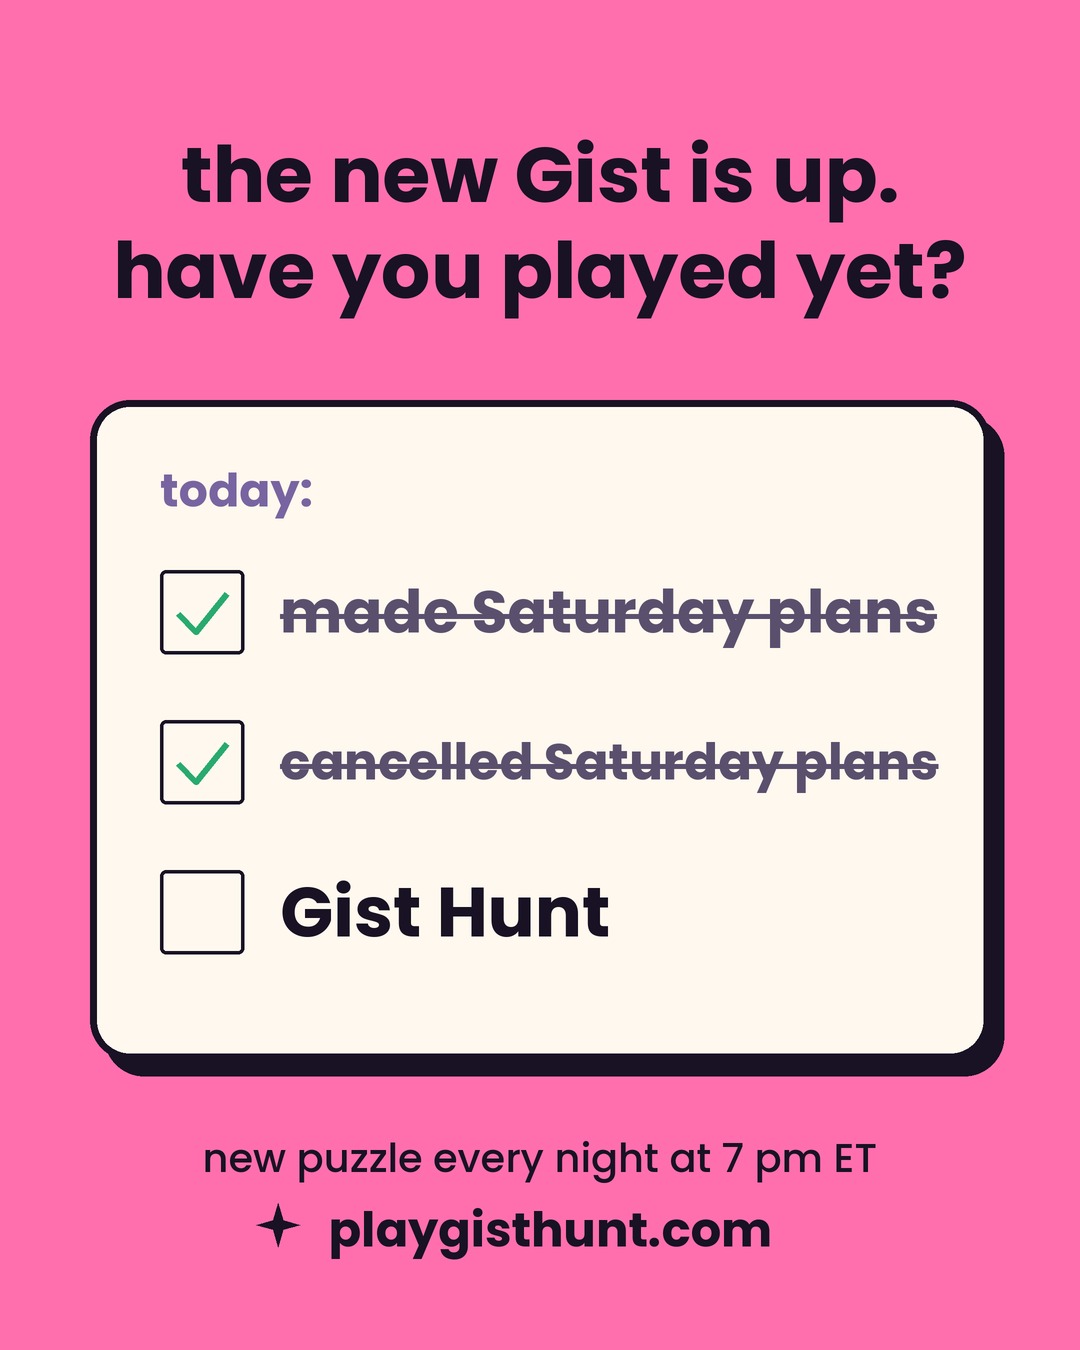 the new Gist is up.
have you played yet?
today:
made Saturday plans
cancelled Saturday plans
Gist Hunt
new puzzle every night at 7 pm ET
playgisthunt.com